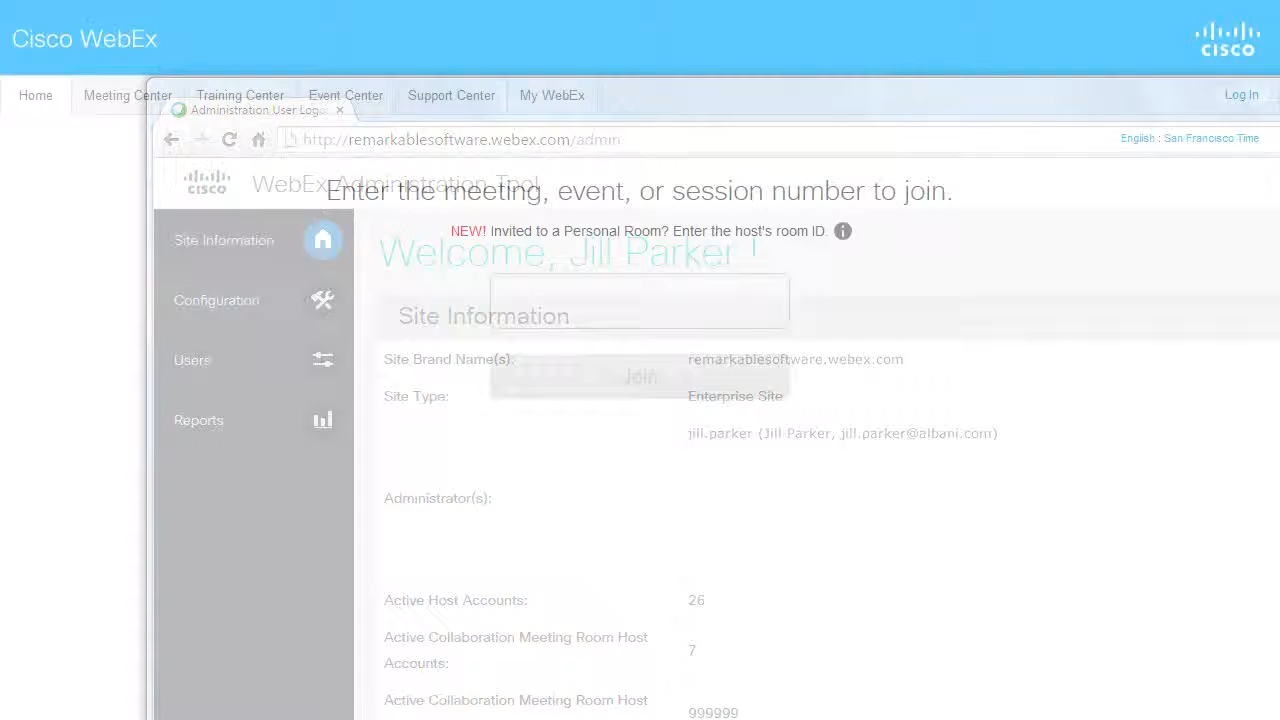 Cisco WebEx
CISCO
Home Meeting Center Training Center Event Center Support Center My WebEx Log In
Administration User Logo
http://remarkablesoftware.webex.com/admin
English : San Francisco Time
CISCO
WebEx Administration Tool
Enter the meeting, event, or session number to join.
NEW! Invited to a Personal Room? Enter the host's room ID.
Welcome, Jill Parker !
Site Information
Configuration
Users
Reports
Site Information
Join
Site Brand Name(s): remarkablesoftware.webex.com
Site Type: Enterprise Site
jill.parker (Jill Parker, jill.parker@albani.com)
Administrator(s):
Active Host Accounts: 26
Active Collaboration Meeting Room Host
Accounts: 7
Active Collaboration Meeting Room Host
999999